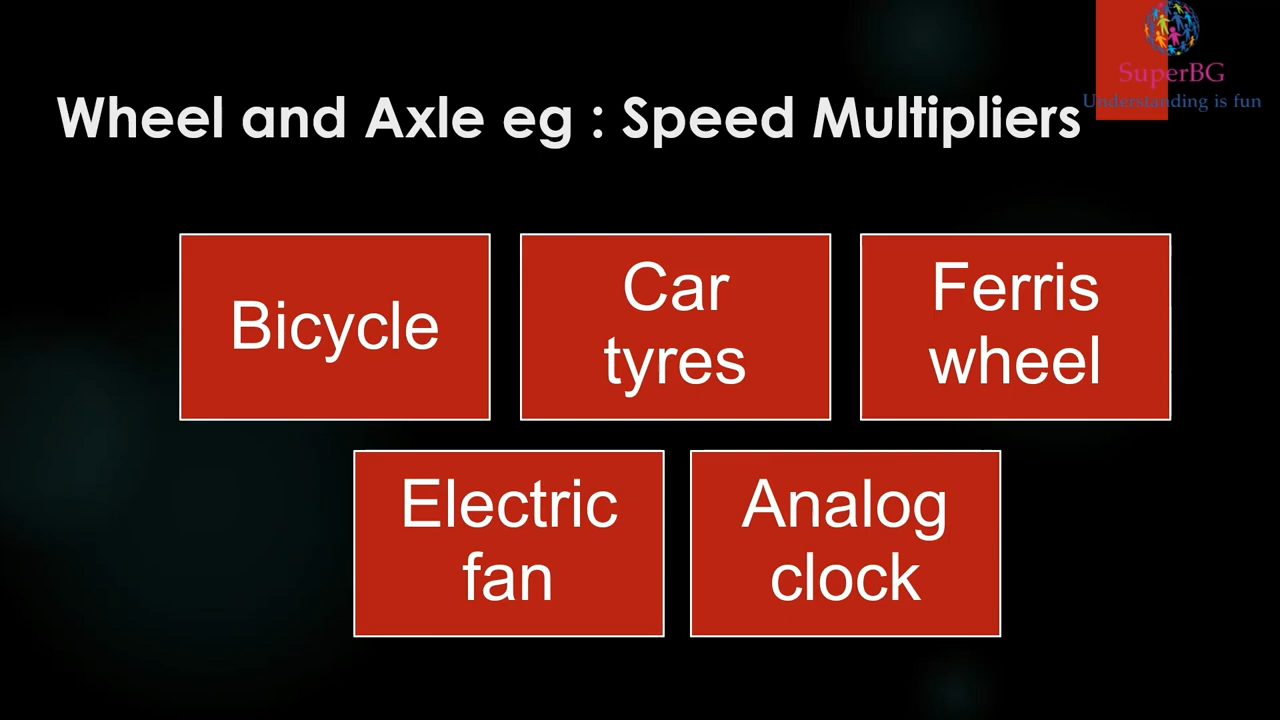 SuperBG
Understanding is fun
Wheel and Axle eg : Speed Multipliers
Bicycle
Car
tyres
Ferris
wheel
Electric
fan
Analog
clock